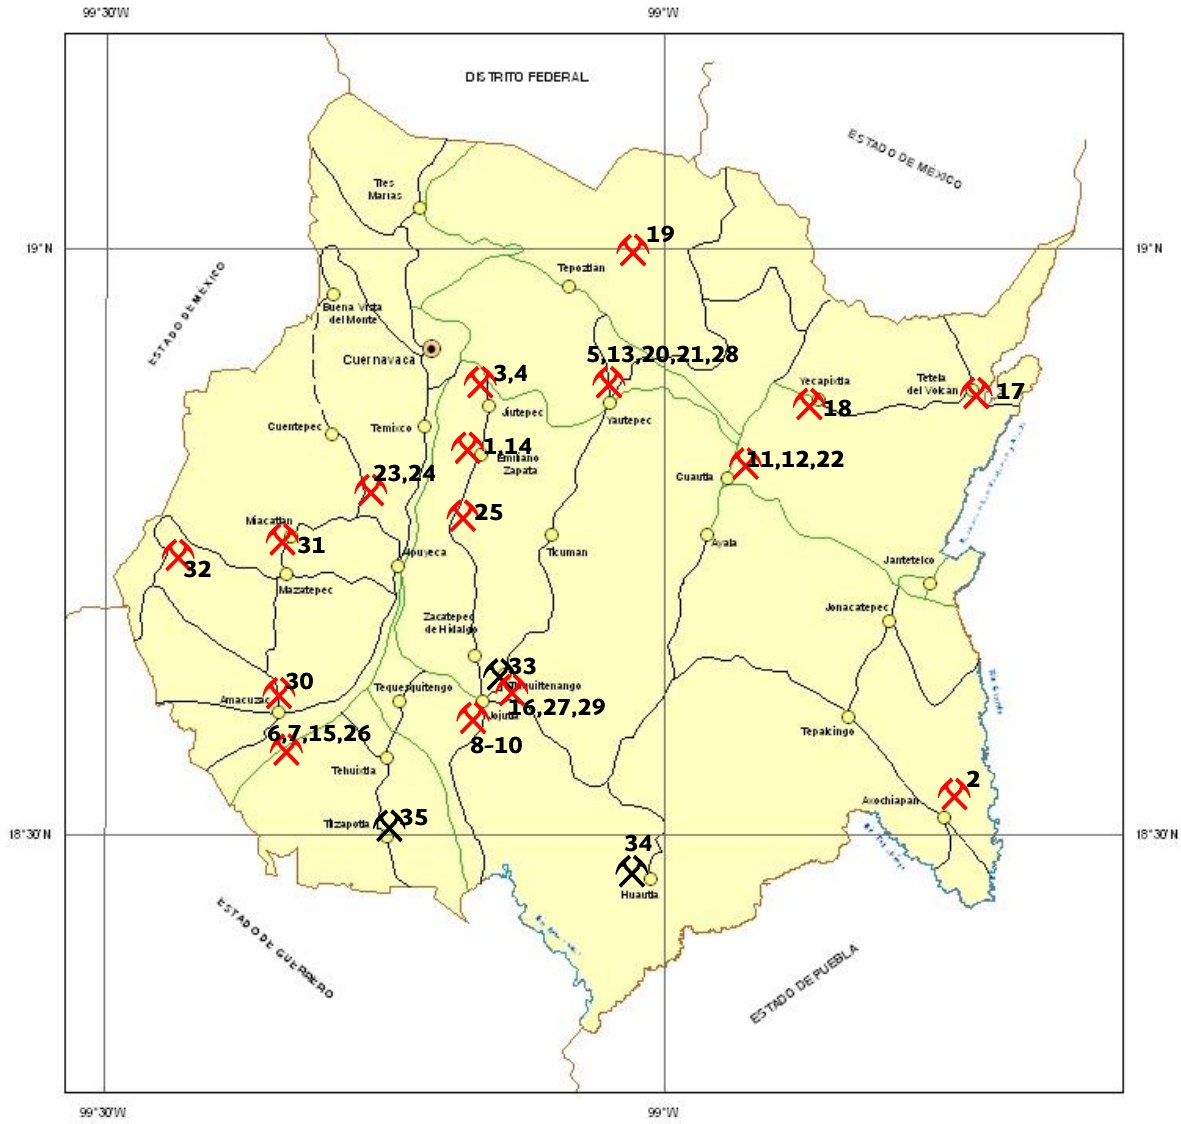 99°30'W
99°W
DISTRITO FEDERAL
ESTADO DE MÉXICO
Tres
Marias
19
19°N
19°N
Tepoztlan
ESTADO DE MÉXICO
Buena Vista
del Monte
Cuernavaca
5,13,20,21,28
3,4
Yecapixtla
Tetela
del Volcan
17
18
Jiutepec
Yautepec
Cuentepec
Temixco
1,14
Emiliano
Zapata
11,12,22
Cuautla
23,24
25
Miacatlan
31
Ayala
Ticuman
Alpuyeca
32
Jantetelco
Mazatepec
Jonacatepec
Zacatepec
de Hidalgo
33
30
Tequesquitengo
Amacuzac
16,27,29
Jojutla
6,7,15,26
8-10
Tepalcingo
Tehuixtla
2
Axochiapan
35
Tilzapotla
18°30'N
18°30'N
34
Huautla
ESTADO DE GUERRERO
ESTADO DE PUEBLA
99°30'W
99°W